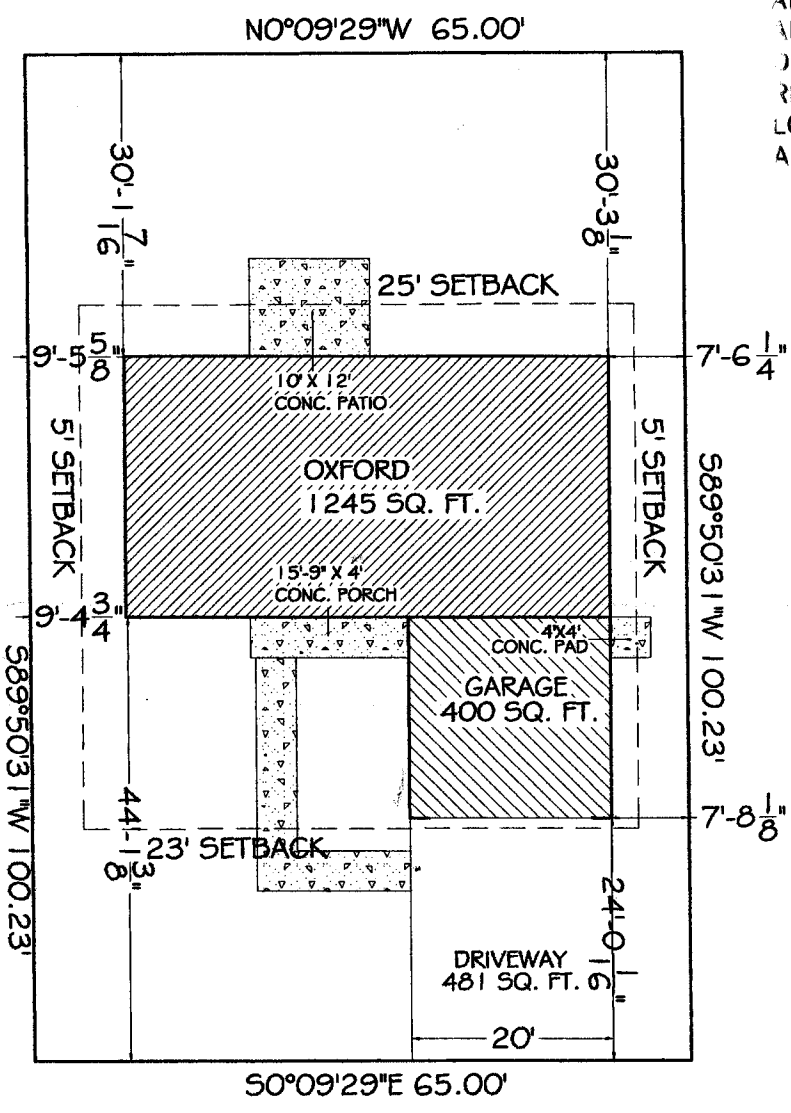 N0°09'29"W 65.00'
30'-1 7/16"
30'-3 1/8"
25' SETBACK
9'-5 5/8"
7'-6 1/4"
10' X 12'
CONC. PATIO
5' SETBACK
OXFORD
1245 SQ. FT.
5' SETBACK
S89°50'31"W 100.23'
15'-9" X 4'
CONC. PORCH
9'-4 3/4"
4'X4'
CONC. PAD
S89°50'31"W 100.23'
GARAGE
400 SQ. FT.
44'-1 3/8"
23' SETBACK
7'-8 1/8"
24'-0 1/16"
DRIVEWAY
481 SQ. FT.
20'
S0°09'29"E 65.00'